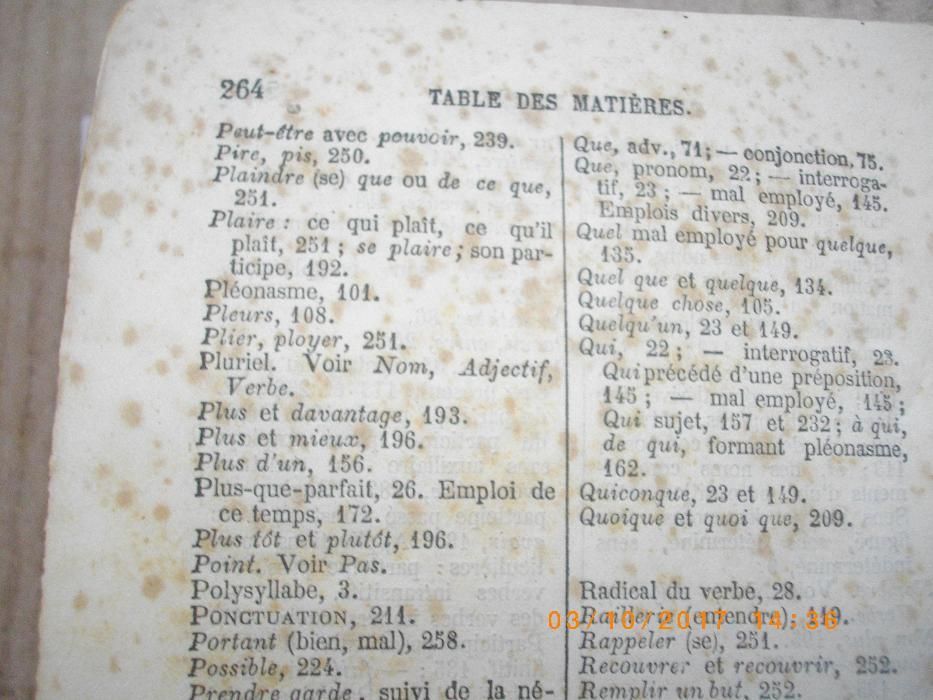 264
TABLE DES MATIÈRES.
Peut-être avec pouvoir, 239.
Pire, pis, 250.
Plaindre (se) que ou de ce que,
251.
Plaire : ce qui plaît, ce qu'il
plaît, 251 ; se plaire ; son par-
ticipe, 192.
Pléonasme, 101.
Pleurs, 108.
Plier, ployer, 251.
Pluriel. Voir Nom, Adjectif,
Verbe.
Plus et davantage, 193.
Plus et mieux, 196.
Plus d'un, 156.
Plus-que-parfait, 26. Emploi de
ce temps, 172.
Plus tôt et plutôt, 196.
Point. Voir Pas.
Polysyllabe, 3.
PONCTUATION, 211.
Portant (bien, mal), 258.
Possible, 224.
Prendre garde, suivi de la né-
Que, adv., 71 ; — conjonction, 75.
Que, pronom, 22 ; — interroga-
tif, 23 ; — mal employé, 145.
Emplois divers, 209.
Quel mal employé pour quelque,
135.
Quel que et quelque, 134.
Quelque chose, 105.
Quelqu'un, 23 et 149.
Qui, 22 ; — interrogatif, 23.
Qui précédé d'une préposition,
145 ; — mal employé, 145 ;
Qui sujet, 157 et 232 ; à qui,
de qui, formant pléonasme,
162.
Quiconque, 23 et 149.
Quoique et quoi que, 209.
Radical du verbe, 28.
Raillerie (entendre), 119.
Rappeler (se), 251.
Recouvrer et recouvrir, 252.
Remplir un but, 252.
03/10/2017 14:36